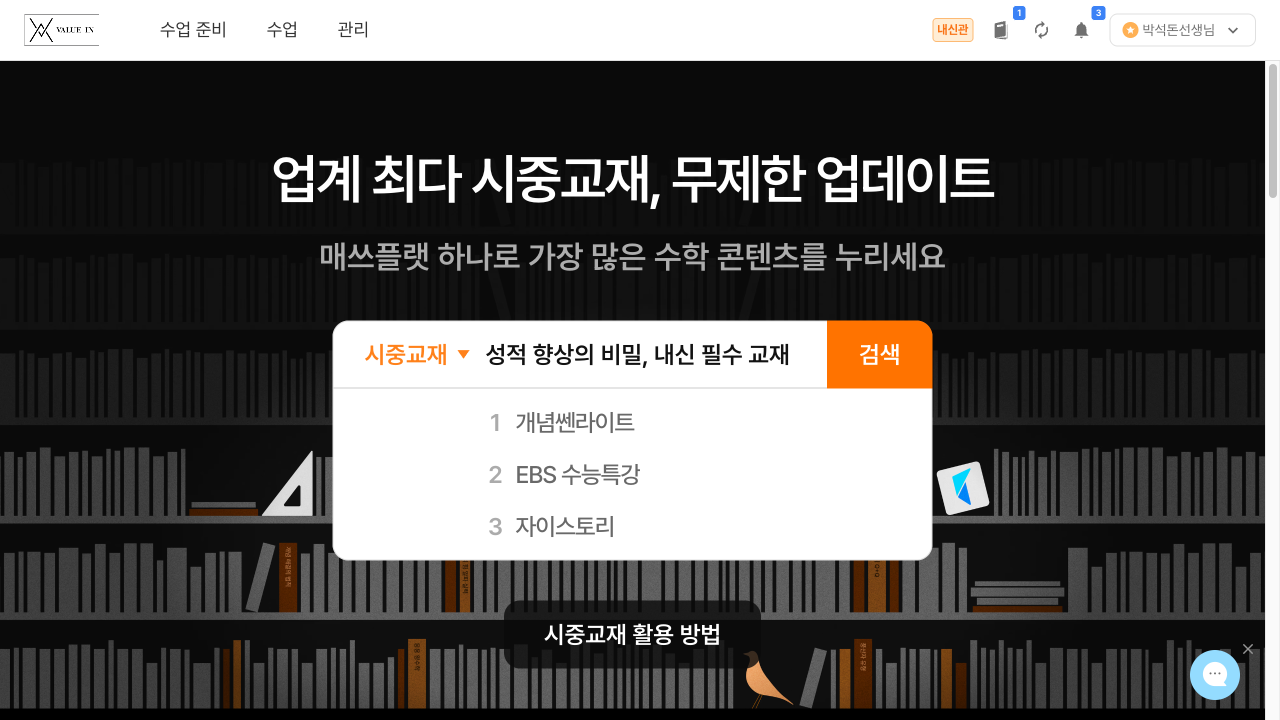 VALUE IN
수업 준비
수업
관리
내신관
1
3
박석돈선생님
업계 최다 시중교재, 무제한 업데이트
매쓰플랫 하나로 가장 많은 수학 콘텐츠를 누리세요
시중교재
성적 향상의 비밀, 내신 필수 교재
검색
1 개념쎈라이트
2 EBS 수능특강
3 자이스토리
시중교재 활용 방법